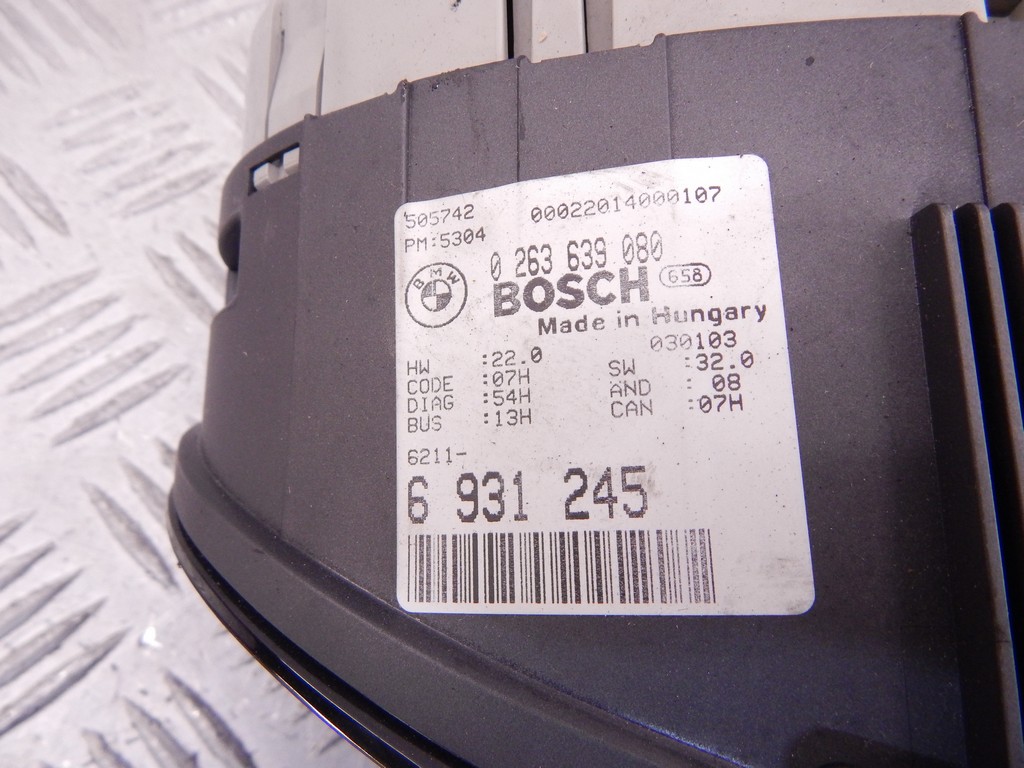 505742 00022014000107
PM:5304
0 263 639 080
BMW
BOSCH 658
Made in Hungary
030103
HW :22.0 SW :32.0
CODE :07H AND : 08
DIAG :54H CAN :07H
BUS :13H
6211-
6 931 245